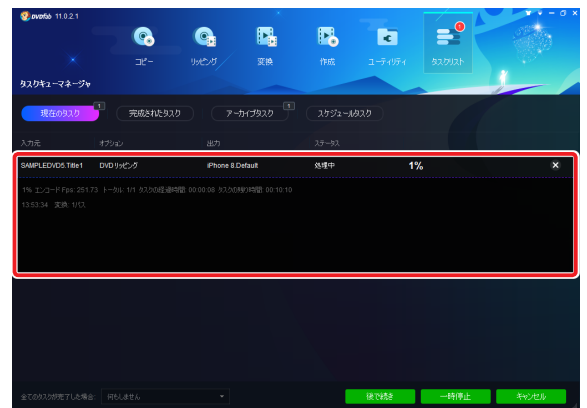 DVDFab 11.0.2.1
コピー リッピング 変換 作成 ユーティリティ タスクリスト 1
タスクキューマネージャ
現在のタスク 1 完成されたタスク アーカイブタスク 1 スケジュールタスク
入力元 オプション 出力 ステータス
SAMPLEDVD5.Title1 DVD リッピング iPhone 8.Default 処理中 1%
1% エンコード Fps: 251.73 トータル: 1/1 タスクの経過時間: 00:00:08 タスクの残り時間: 00:10:10
13:53:34 変換: 1パス
全てのタスクが完了した場合: 何もしません 後で続き 一時停止 キャンセル